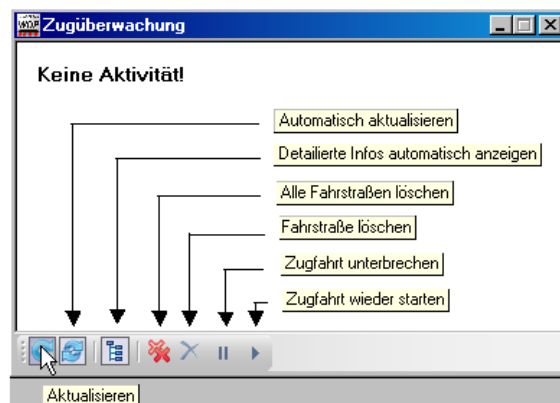 WDP Zugüberwachung
Keine Aktivität!
Automatisch aktualisieren
Detailierte Infos automatisch anzeigen
Alle Fahrstraßen löschen
Fahrstraße löschen
Zugfahrt unterbrechen
Zugfahrt wieder starten
Aktualisieren